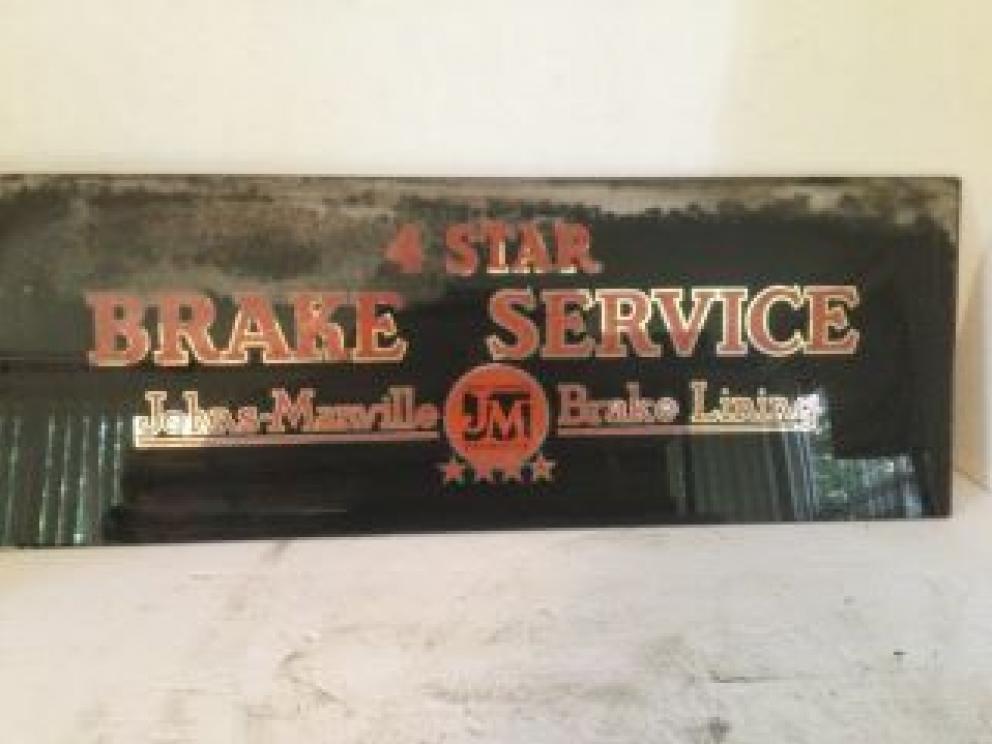 4 STAR
BRAKE SERVICE
Johns-Manville JM Brake Lining